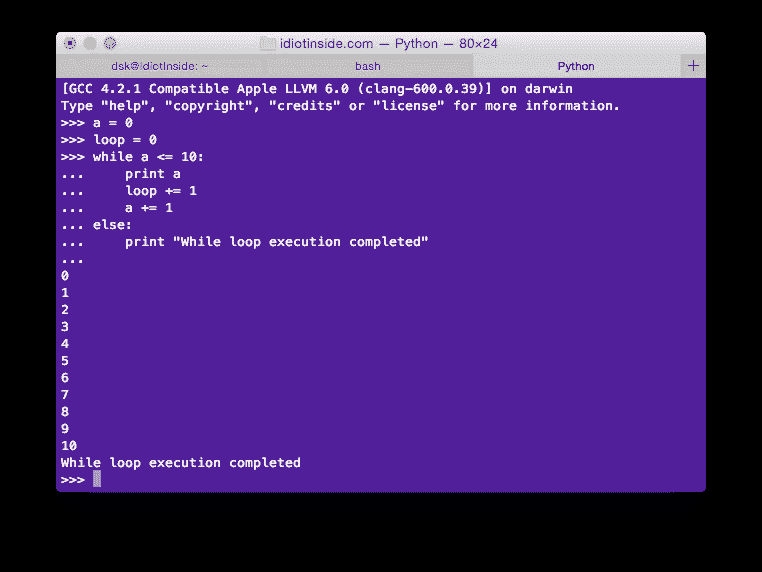 idiotinside.com — Python — 80×24
dsk@IdiotInside: ~ bash Python +
[GCC 4.2.1 Compatible Apple LLVM 6.0 (clang-600.0.39)] on darwin
Type "help", "copyright", "credits" or "license" for more information.
>>> a = 0
>>> loop = 0
>>> while a <= 10:
...     print a
...     loop += 1
...     a += 1
... else:
...     print "While loop execution completed"
...
0
1
2
3
4
5
6
7
8
9
10
While loop execution completed
>>>